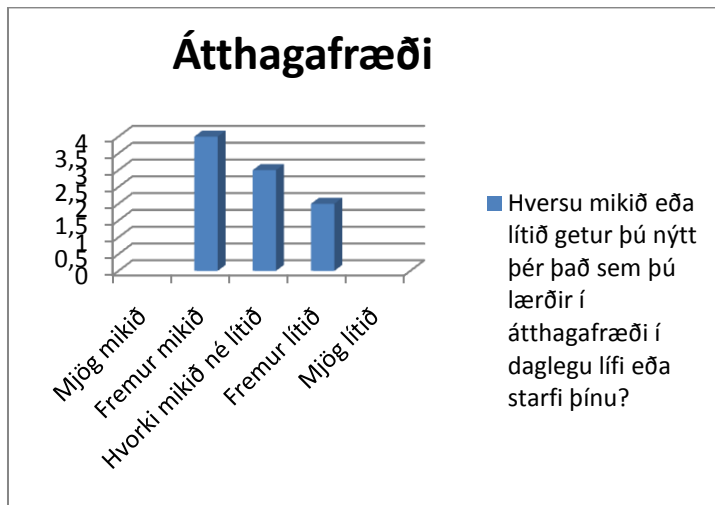 Átthagafræði
4
3,5
3
2,5
2
1,5
1
0,5
0
Mjög mikið
Fremur mikið
Hvorki mikið né lítið
Fremur lítið
Mjög lítið
Hversu mikið eða
lítið getur þú nýtt
þér það sem þú
lærðir í
átthagafræði í
daglegu lífi eða
starfi þínu?